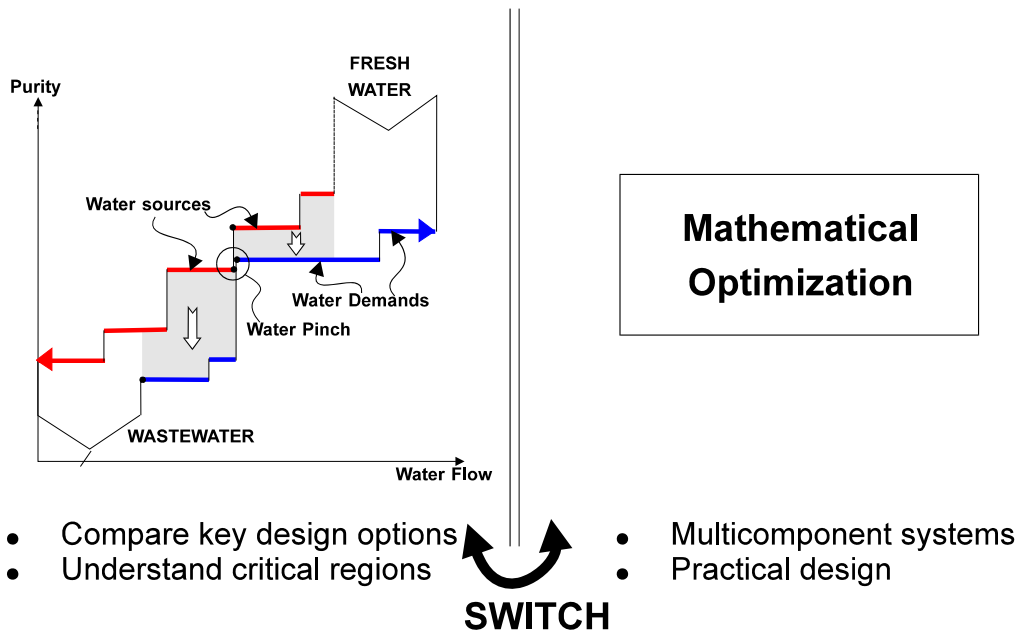 FRESH
WATER
Purity
Water sources
Water Demands
Water Pinch
WASTEWATER
Water Flow
Mathematical
Optimization
• Compare key design options
• Understand critical regions
• Multicomponent systems
• Practical design
SWITCH